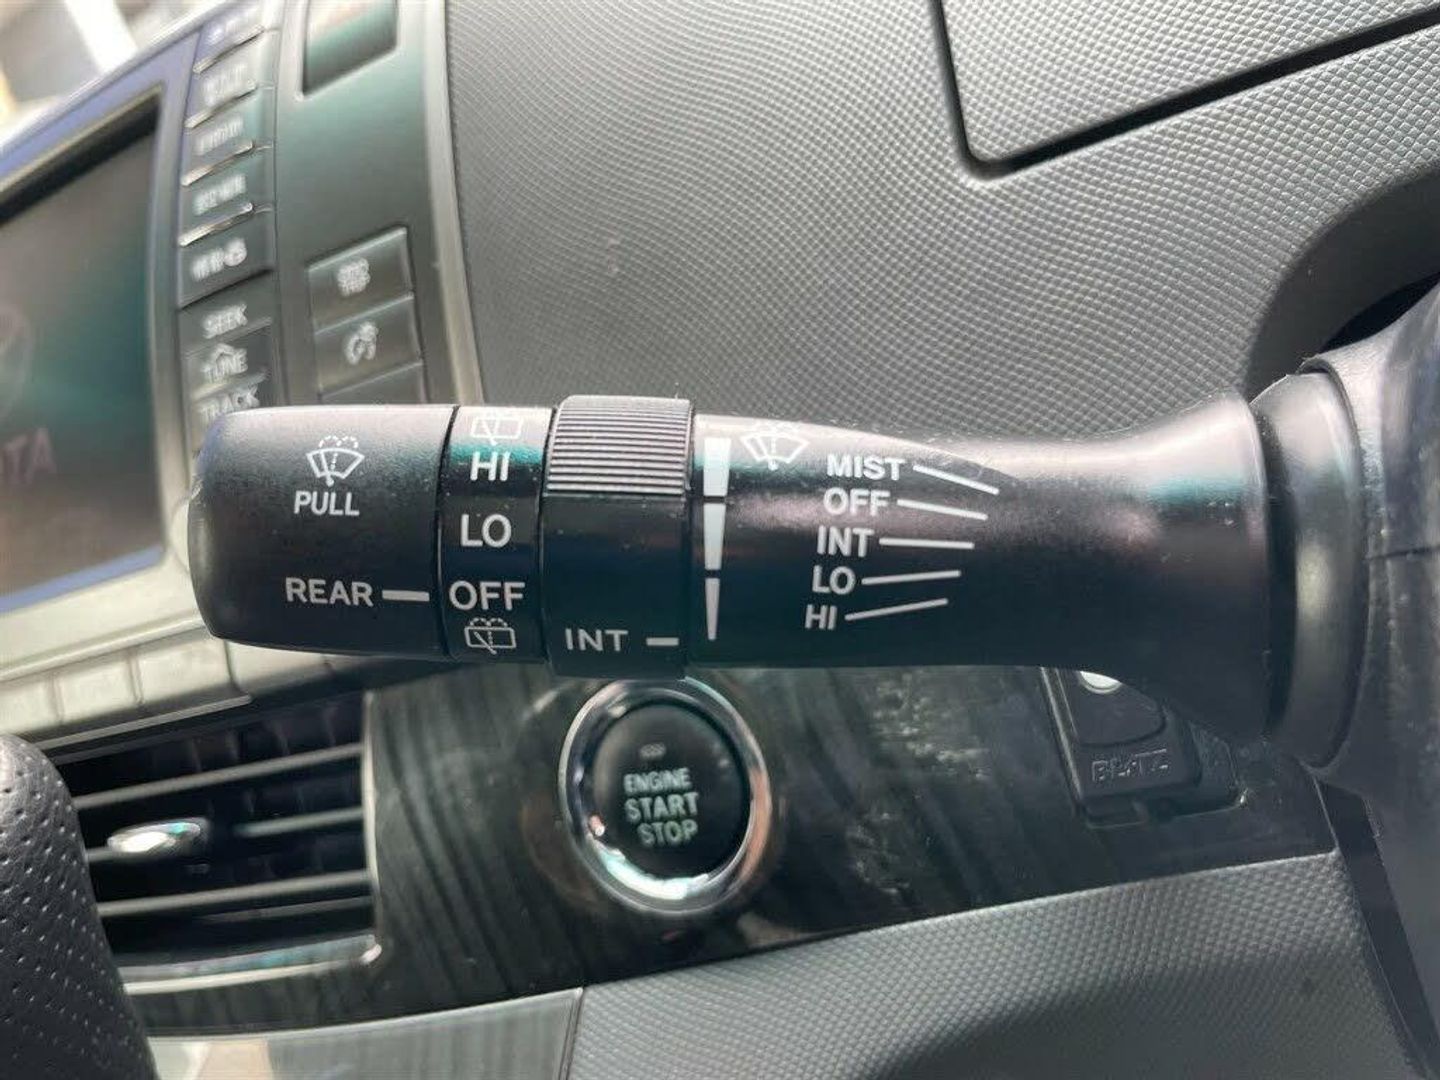 SEEK
TUNE
TRACK
PULL
REAR
HI
LO
OFF
INT
MIST
OFF
INT
LO
HI
ENGINE
START
STOP